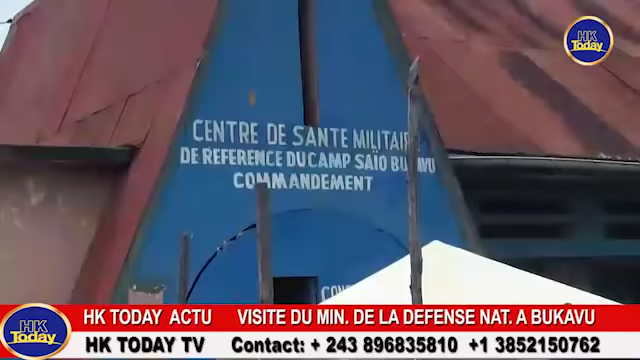 HK
Today
CENTRE DE SANTE MILITAI
DE REFERENCE DU CAMP SAÏO BUKAVU
COMMANDEMENT
HK TODAY ACTU VISITE DU MIN. DE LA DEFENSE NAT. A BUKAVU
HK
Today
HK TODAY TV Contact: + 243 896835810 +1 3852150762